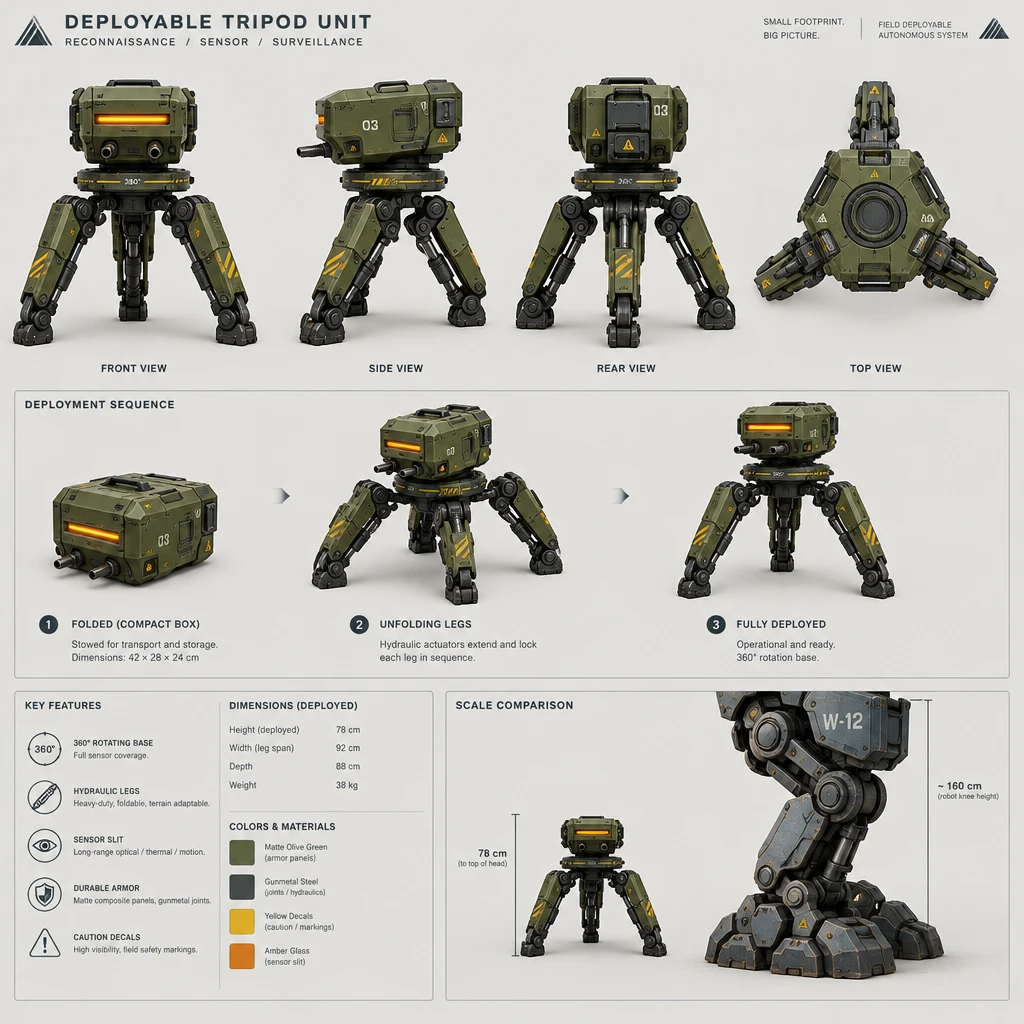 DEPLOYABLE TRIPOD UNIT
RECONNAISSANCE / SENSOR / SURVEILLANCE
SMALL FOOTPRINT.
BIG PICTURE.
FIELD DEPLOYABLE
AUTONOMOUS SYSTEM
360°
03
03
FRONT VIEW
SIDE VIEW
REAR VIEW
TOP VIEW
DEPLOYMENT SEQUENCE
03
1
FOLDED (COMPACT BOX)
Stowed for transport and storage.
Dimensions: 42 × 28 × 24 cm
2
UNFOLDING LEGS
Hydraulic actuators extend and lock
each leg in sequence.
3
FULLY DEPLOYED
Operational and ready.
360° rotation base.
KEY FEATURES
360°
360° ROTATING BASE
Full sensor coverage.
HYDRAULIC LEGS
Heavy-duty, foldable, terrain adaptable.
SENSOR SLIT
Long-range optical / thermal / motion.
DURABLE ARMOR
Matte composite panels, gunmetal joints.
CAUTION DECALS
High visibility, field safety markings.
DIMENSIONS (DEPLOYED)
Height (deployed) 78 cm
Width (leg span) 92 cm
Depth 88 cm
Weight 38 kg
COLORS & MATERIALS
Matte Olive Green
(armor panels)
Gunmetal Steel
(joints / hydraulics)
Yellow Decals
(caution / markings)
Amber Glass
(sensor slit)
SCALE COMPARISON
78 cm
(to top of head)
W-12
~ 160 cm
(robot knee height)